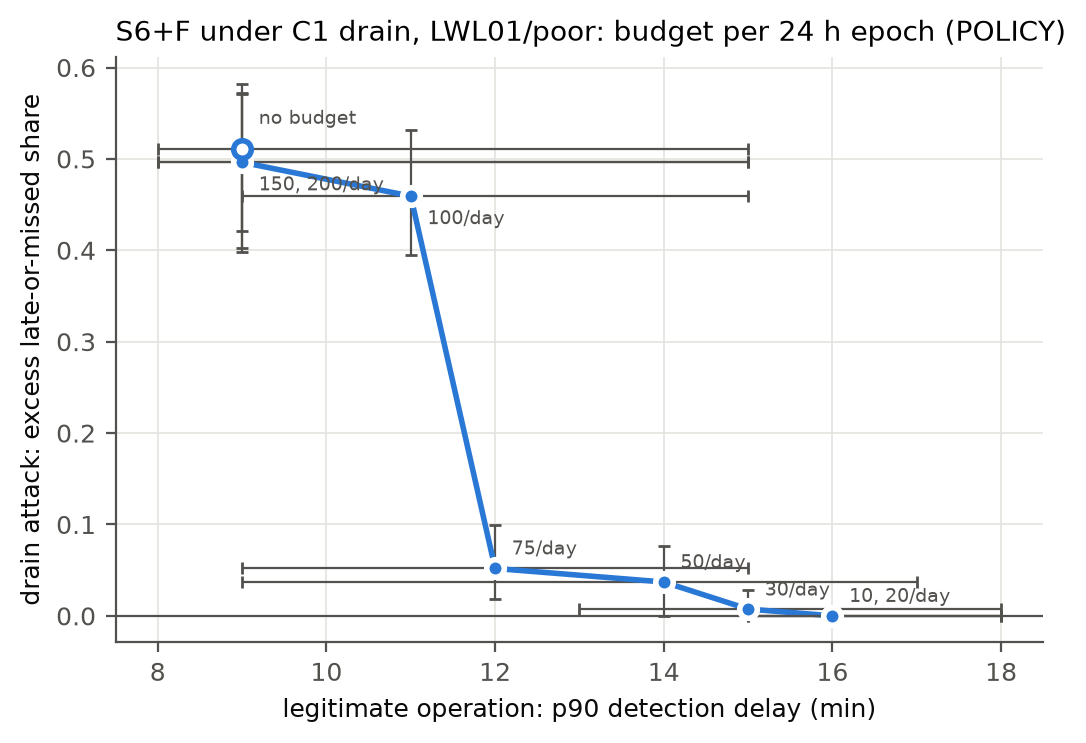 S6+F under C1 drain, LWL01/poor: budget per 24 h epoch (POLICY)
drain attack: excess late-or-missed share
0.6
0.5
0.4
0.3
0.2
0.1
0.0
no budget
150, 200/day
100/day
75/day
50/day
30/day
10, 20/day
8 10 12 14 16 18
legitimate operation: p90 detection delay (min)